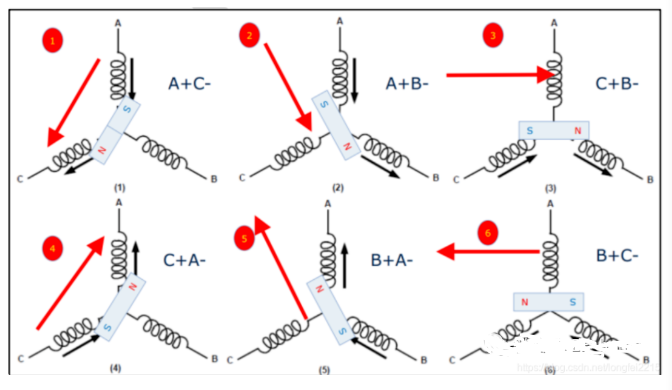 A
1
A+C-
S
N
C
B
(1)
A
2
A+B-
S
N
C
B
(2)
3
A
C+B-
S
N
C
B
(3)
A
4
C+A-
N
S
C
B
(4)
A
5
B+A-
N
S
C
B
(5)
A
6
B+C-
N
S
C
B
(6)